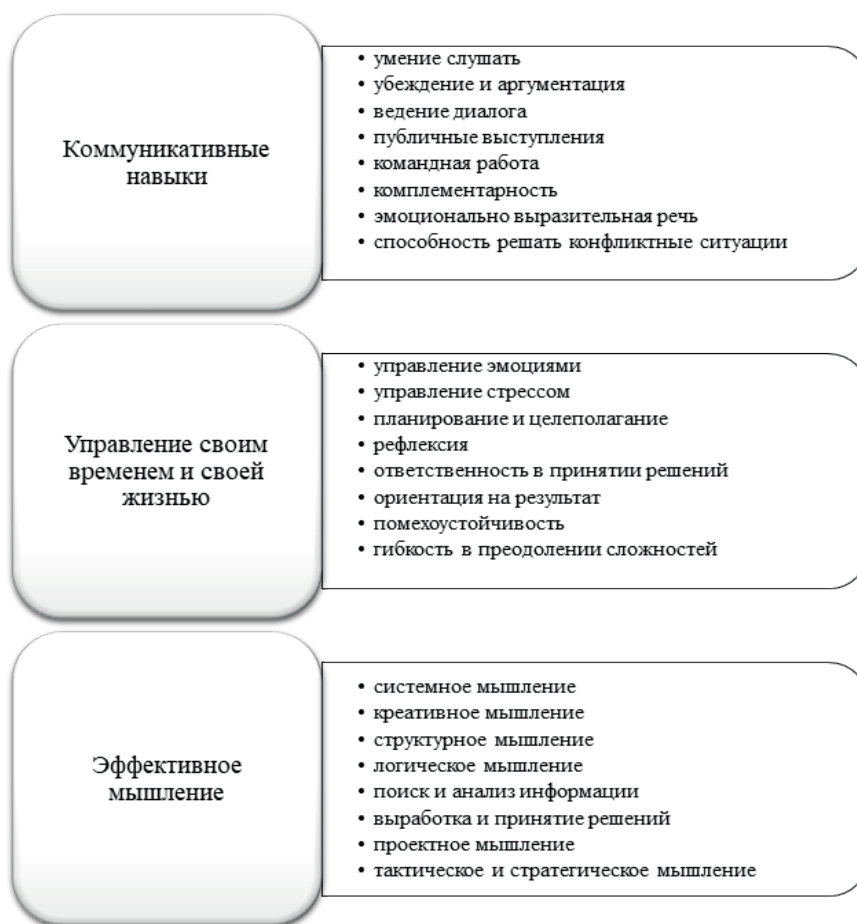 Коммуникативные
навыки
• умение слушать
• убеждение и аргументация
• ведение диалога
• публичные выступления
• командная работа
• комплементарность
• эмоционально выразительная речь
• способность решать конфликтные ситуации
Управление своим
временем и своей
жизнью
• управление эмоциями
• управление стрессом
• планирование и целеполагание
• рефлексия
• ответственность в принятии решений
• ориентация на результат
• помехоустойчивость
• гибкость в преодолении сложностей
Эффективное
мышление
• системное мышление
• креативное мышление
• структурное мышление
• логическое мышление
• поиск и анализ информации
• выработка и принятие решений
• проектное мышление
• тактическое и стратегическое мышление